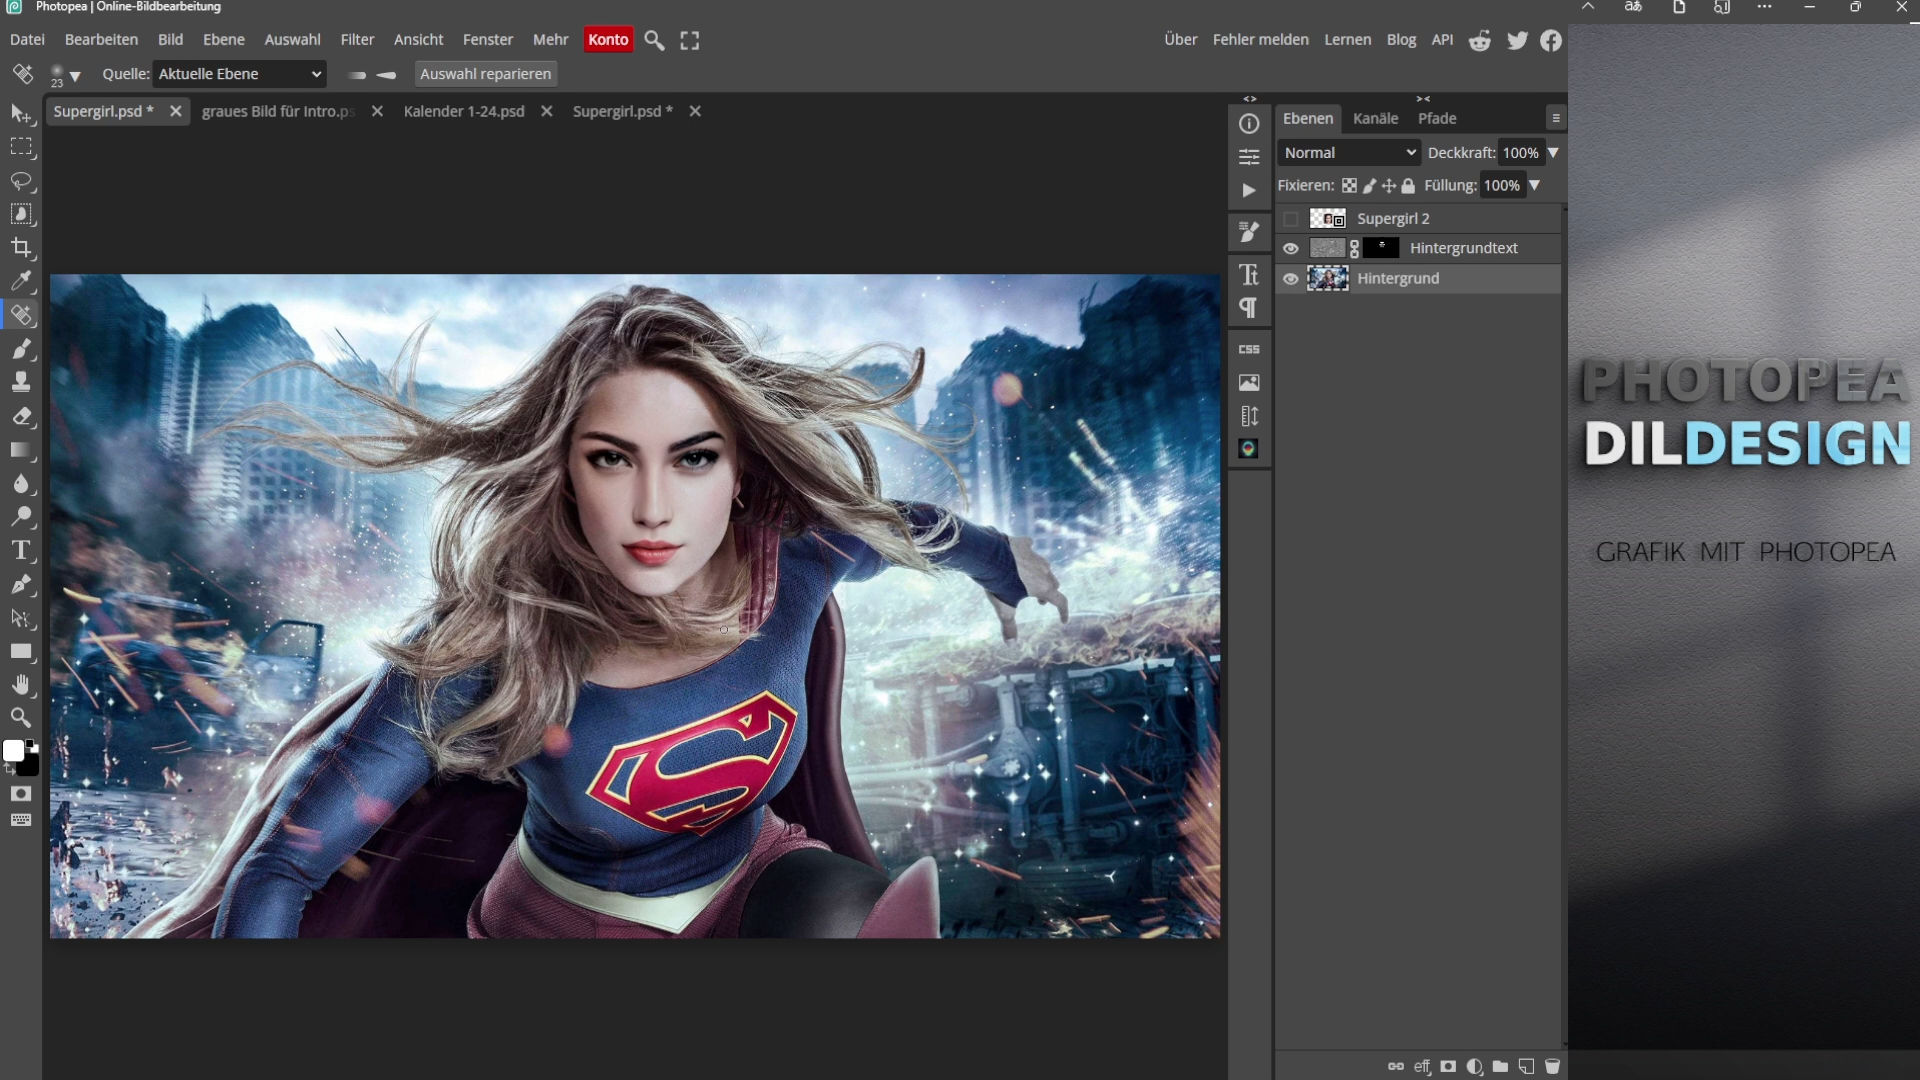 Photopea | Online-Bildbearbeitung
Datei Bearbeiten Bild Ebene Auswahl Filter Ansicht Fenster Mehr Konto
Über Fehler melden Lernen Blog API
23 Quelle: Aktuelle Ebene Auswahl reparieren
Supergirl.psd * graues Bild für Intro.ps Kalender 1-24.psd Supergirl.psd *
Ebenen Kanäle Pfade
Normal Deckkraft: 100%
Fixieren: Füllung: 100%
Supergirl 2
Hintergrundtext
Hintergrund
CSS
PHOTOPEA
DILDESIGN
GRAFIK MIT PHOTOPEA
eff